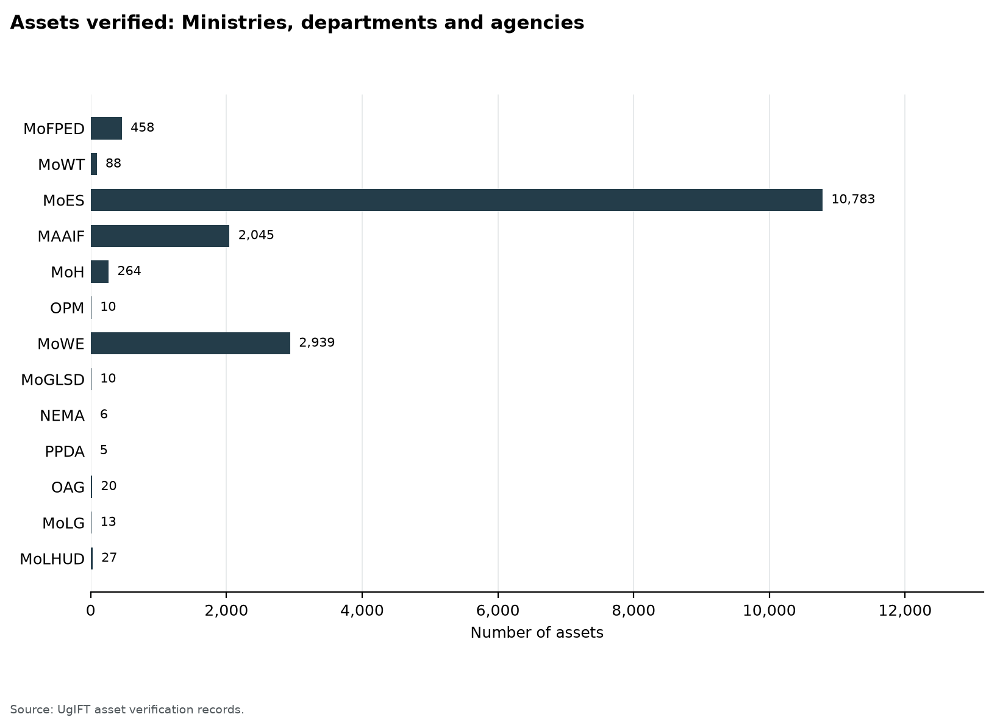 Assets verified: Ministries, departments and agencies
MoFPED 458
MoWT 88
MoES 10,783
MAAIF 2,045
MoH 264
OPM 10
MoWE 2,939
MoGLSD 10
NEMA 6
PPDA 5
OAG 20
MoLG 13
MoLHUD 27
0 2,000 4,000 6,000 8,000 10,000 12,000
Number of assets
Source: UgIFT asset verification records.